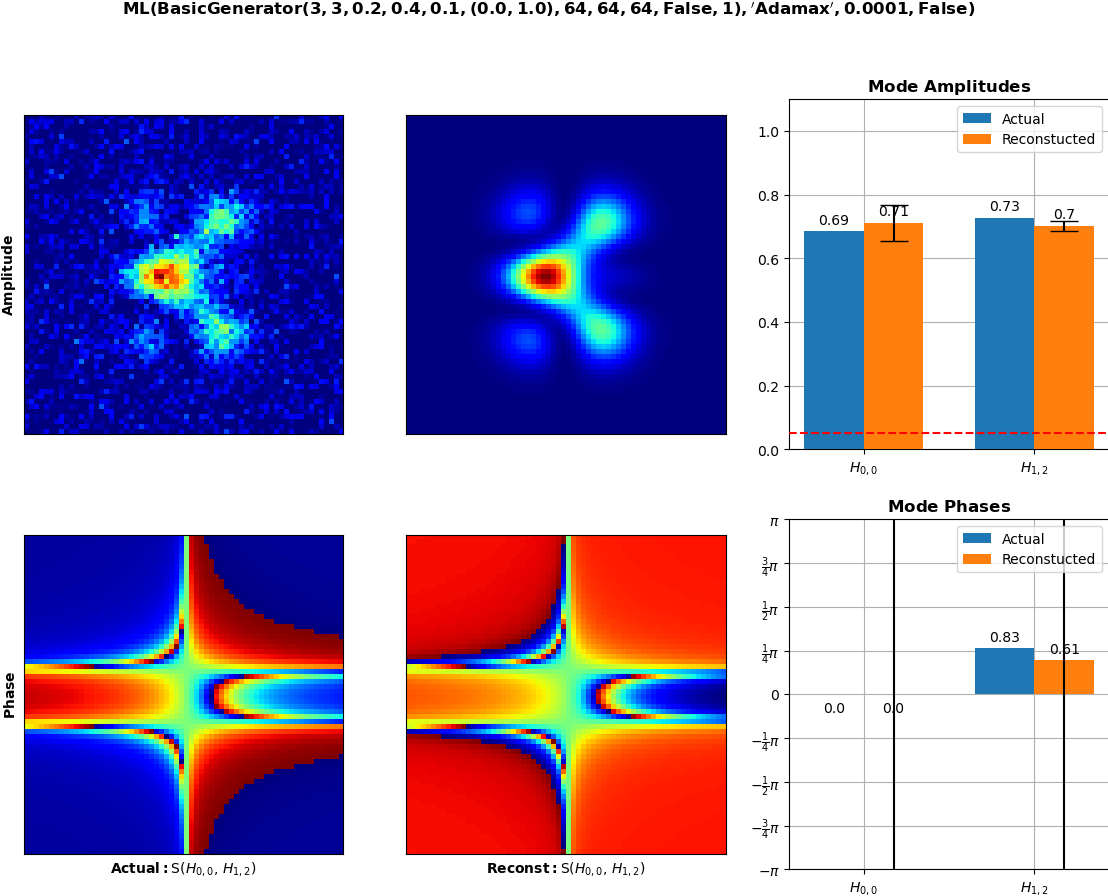 ML(BasicGenerator(3, 3, 0.2, 0.4, 0.1, (0.0, 1.0), 64, 64, 64, False, 1), ′Adamax′, 0.0001, False)
Amplitude
Mode Amplitudes
Actual
Reconstucted
1.0
0.8
0.6
0.4
0.2
0.0
0.69
0.71
0.73
0.7
H0,0
H1,2
Phase
Actual: S(H0,0, H1,2)
Reconst: S(H0,0, H1,2)
Mode Phases
Actual
Reconstucted
π
3/4π
1/2π
1/4π
0
−1/4π
−1/2π
−3/4π
−π
0.0
0.0
0.83
0.61
H0,0
H1,2